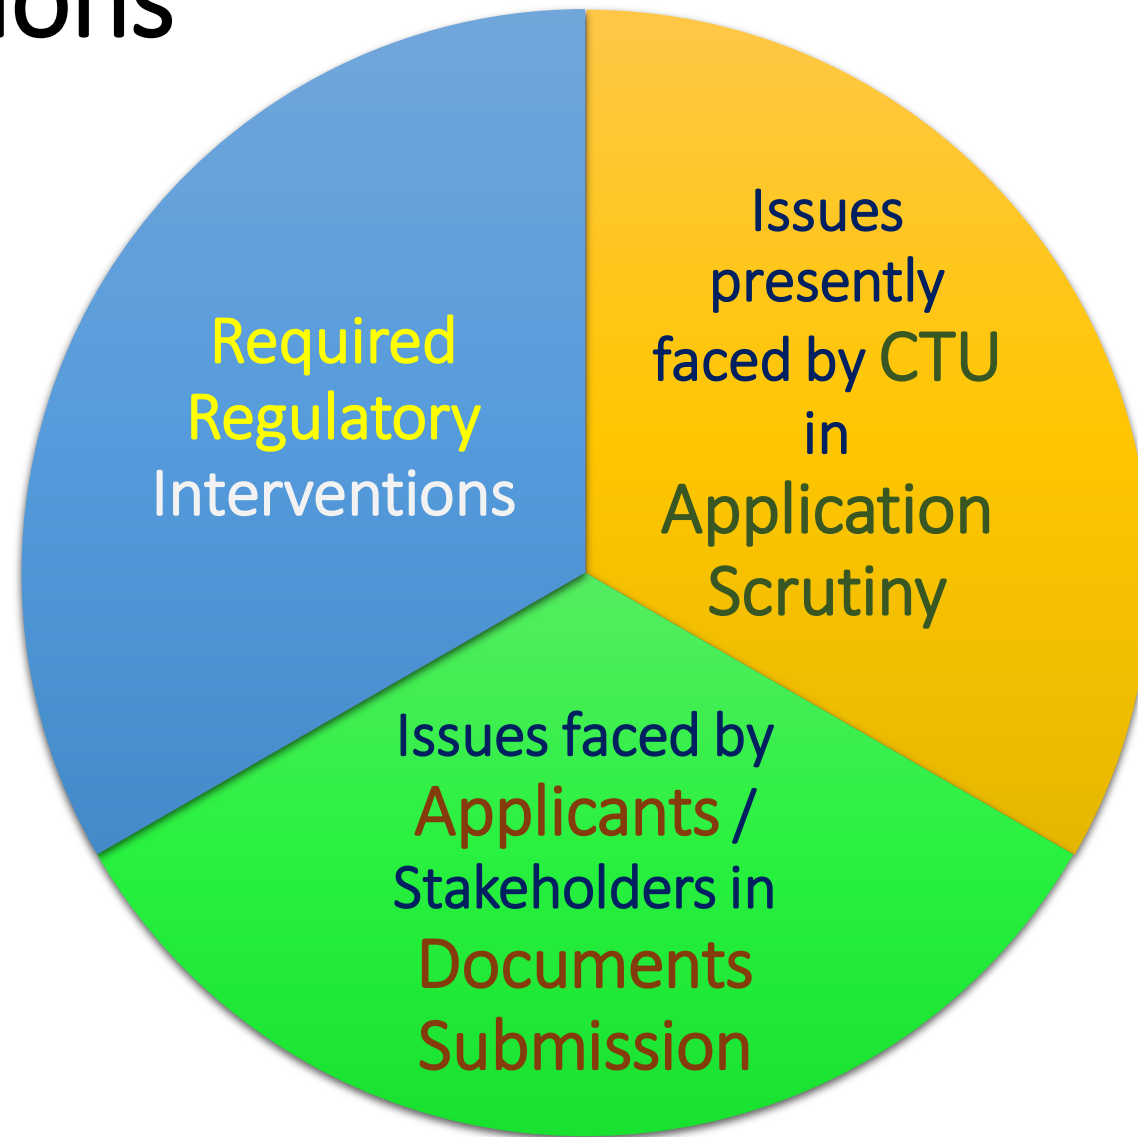 Required
Regulatory
Interventions
Issues
presently
faced by CTU
in
Application
Scrutiny
Issues faced by
Applicants /
Stakeholders in
Documents
Submission